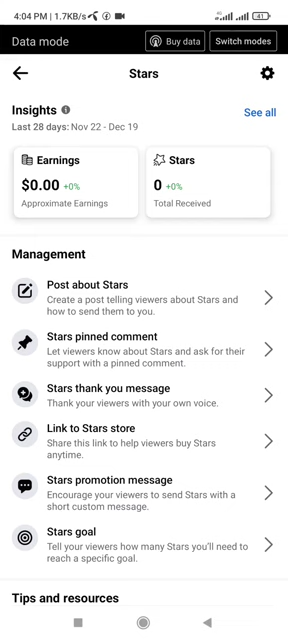 4:04 PM | 1.7KB/s
4G
41
Data mode
Buy data
Switch modes
Stars
Insights
See all
Last 28 days: Nov 22 - Dec 19
Earnings
$0.00 +0%
Approximate Earnings
Stars
0 +0%
Total Received
Management
Post about Stars
Create a post telling viewers about Stars and
how to send them to you.
Stars pinned comment
Let viewers know about Stars and ask for their
support with a pinned comment.
Stars thank you message
Thank your viewers with your own voice.
Link to Stars store
Share this link to help viewers buy Stars
anytime.
Stars promotion message
Encourage your viewers to send Stars with a
short custom message.
Stars goal
Tell your viewers how many Stars you'll need to
reach a specific goal.
Tips and resources